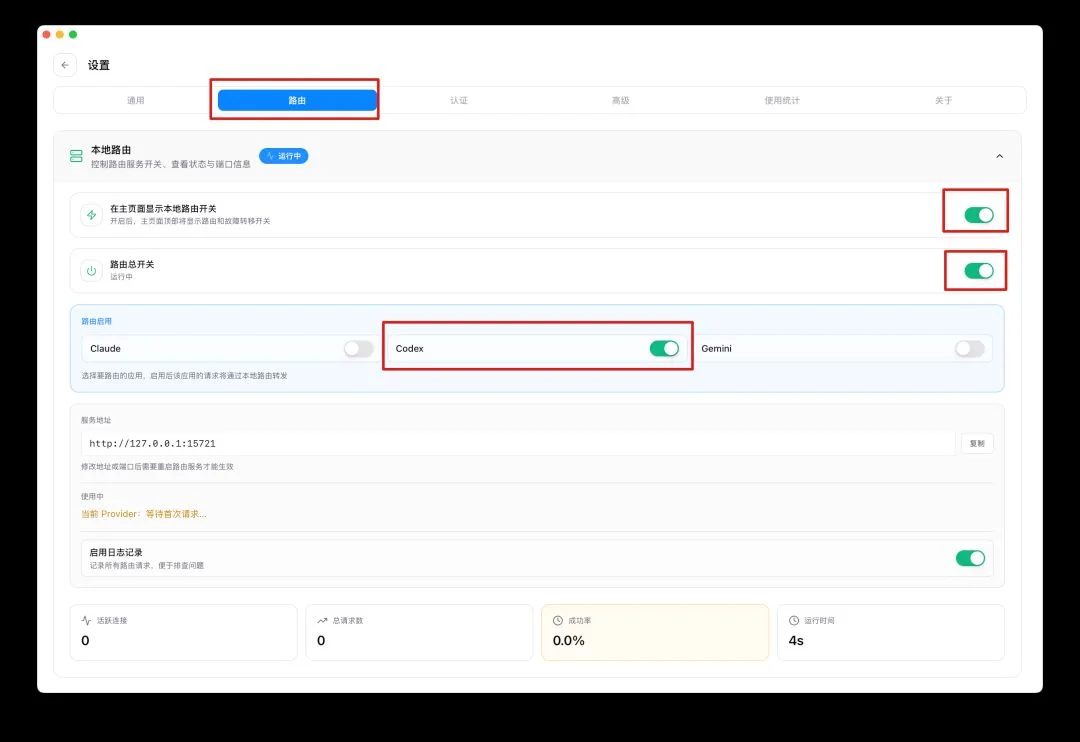 设置
通用
路由
认证
高级
使用统计
关于
本地路由
控制路由服务开关、查看状态与端口信息
运行中
在主页面显示本地路由开关
开启后，主页面顶部将显示路由和故障转移开关
路由总开关
运行中
路由启用
Claude
Codex
Gemini
选择要路由的应用，启用后该应用的请求将通过本地路由转发
服务地址
http://127.0.0.1:15721
复制
修改地址或端口后需要重启路由服务才能生效
使用中
当前 Provider：等待首次请求...
启用日志记录
记录所有路由请求，便于排查问题
活跃连接
0
总请求数
0
成功率
0.0%
运行时间
4s